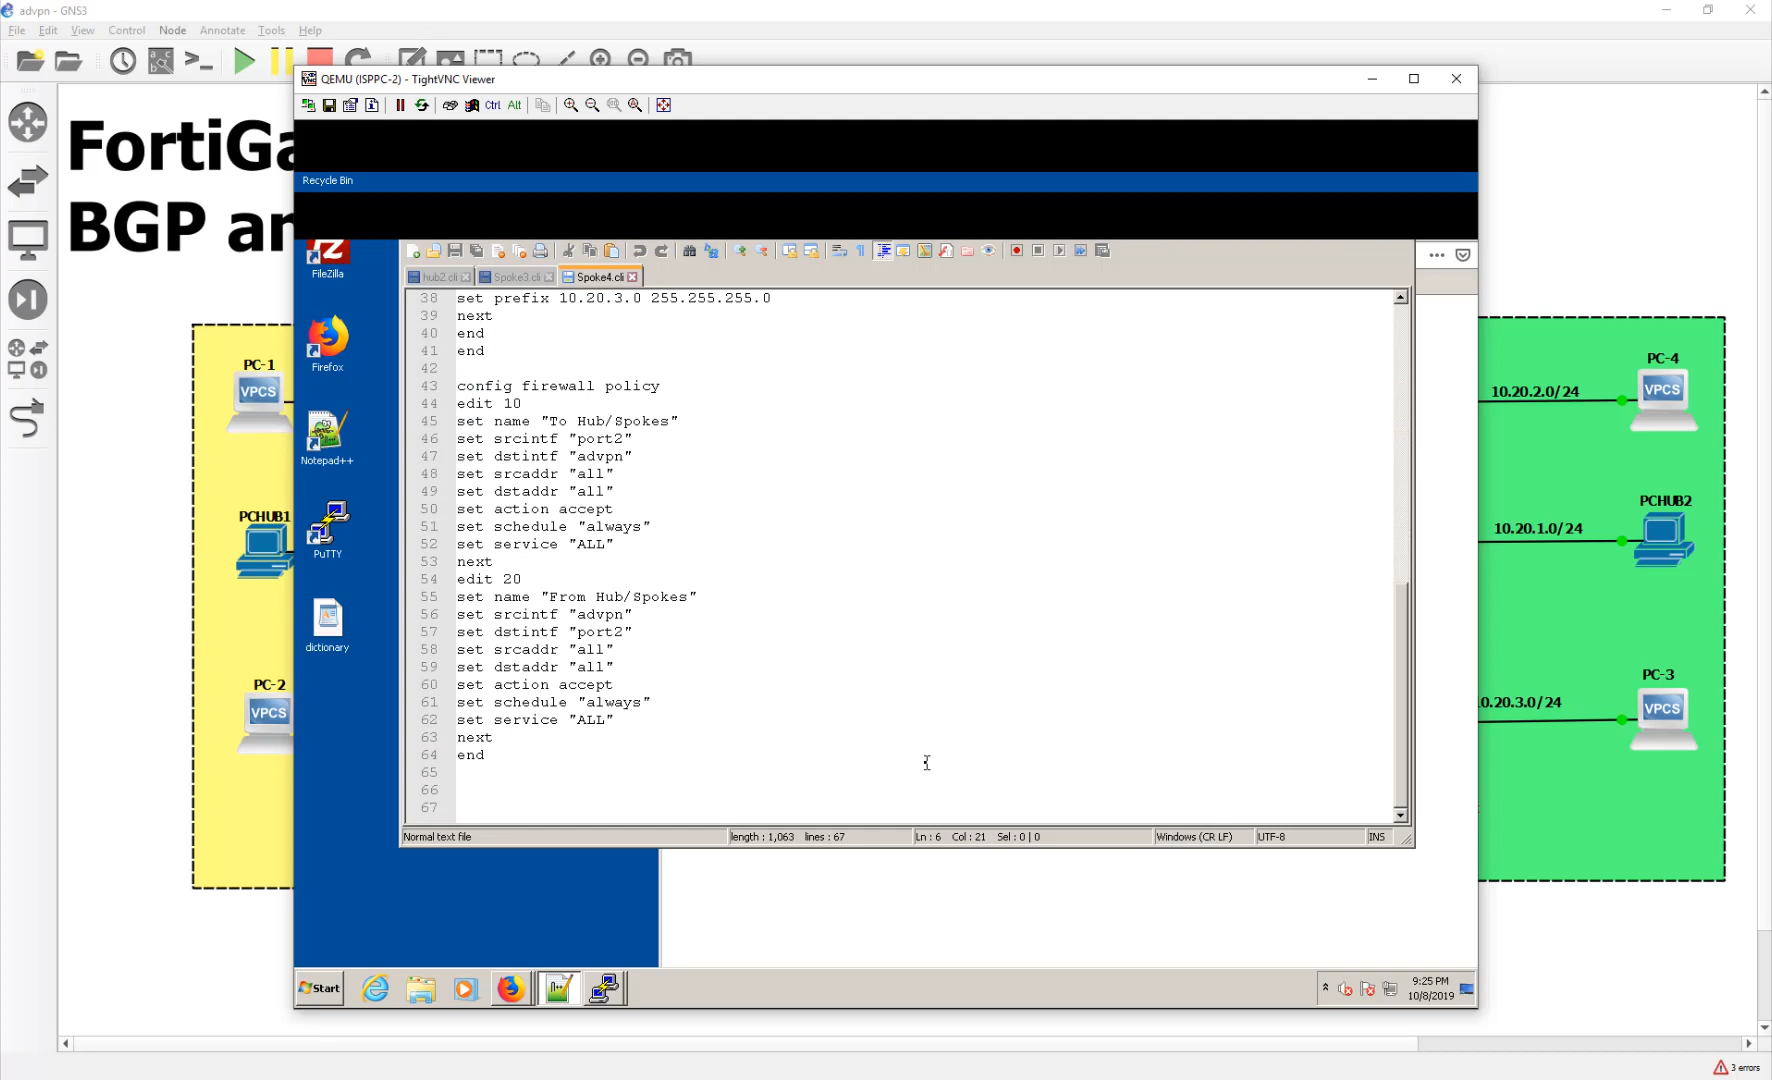 advpn - GNS3
File Edit View Control Node Annotate Tools Help
QEMU (ISPPC-2) - TightVNC Viewer
Ctrl Alt
FortiGa
BGP an
Recycle Bin
FileZilla
Firefox
Notepad++
PuTTY
dictionary
hub2.cli Spoke3.cli Spoke4.cli
38 set prefix 10.20.3.0 255.255.255.0
39 next
40 end
41 end
42
43 config firewall policy
44 edit 10
45 set name "To Hub/Spokes"
46 set srcintf "port2"
47 set dstintf "advpn"
48 set srcaddr "all"
49 set dstaddr "all"
50 set action accept
51 set schedule "always"
52 set service "ALL"
53 next
54 edit 20
55 set name "From Hub/Spokes"
56 set srcintf "advpn"
57 set dstintf "port2"
58 set srcaddr "all"
59 set dstaddr "all"
60 set action accept
61 set schedule "always"
62 set service "ALL"
63 next
64 end
65
66
67
Normal text file length : 1,063 lines : 67 Ln : 6 Col : 21 Sel : 0 | 0 Windows (CR LF) UTF-8 INS
PC-1
VPCS
PCHUB1
PC-2
VPCS
PC-4
10.20.2.0/24
VPCS
PCHUB2
10.20.1.0/24
PC-3
0.20.3.0/24
VPCS
Start
9:25 PM
10/8/2019
3 errors